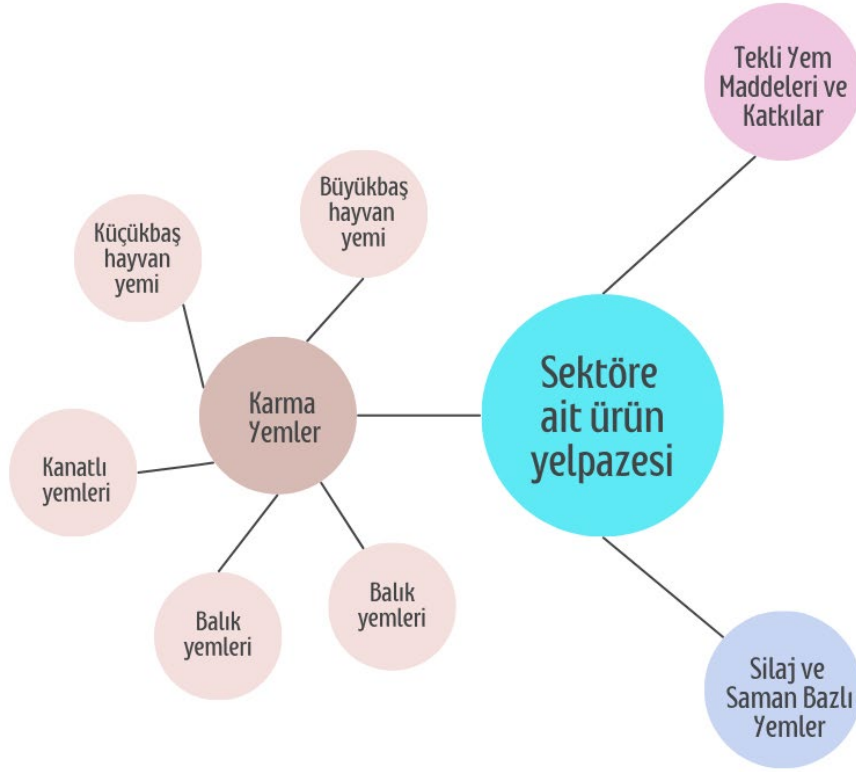 Tekli Yem
Maddeleri ve
Katkılar
Büyükbaş
hayvan
yemi
Küçükbaş
hayvan
yemi
Karma
Yemler
Sektöre
ait ürün
yelpazesi
Kanatlı
yemleri
Balık
yemleri
Balık
yemleri
Silaj ve
Saman Bazlı
Yemler